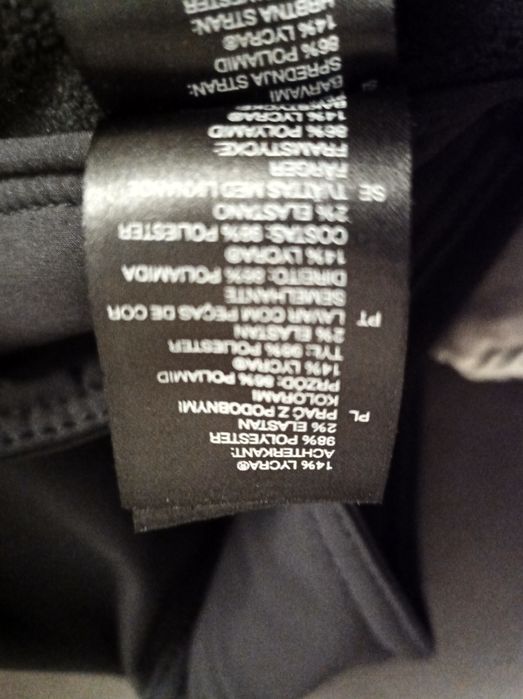 14% LYCRA®
ACHTERKANT:
98% POLYESTER
2% ELASTAN
PL PRAĆ Z PODOBNYMI
KOLORAMI
PRZÓD: 86% POLIAMID
14% LYCRA®
TYŁ: 98% POLIESTER
2% ELASTAN
PT LAVAR COM PEÇAS DE COR
SEMELHANTE
DIREITO: 86% POLIAMIDA
14% LYCRA®
COSTAS: 98% POLIESTER
2% ELASTANO
SE TVÄTTAS MED LIKNANDE
FÄRGER
FRAMSTYCKE:
86% POLYAMID
14% LYCRA®
SI
BARVAMI
SPREDNJA STRAN:
86% POLIAMID
14% LYCRA®
HRBTNA STRAN: